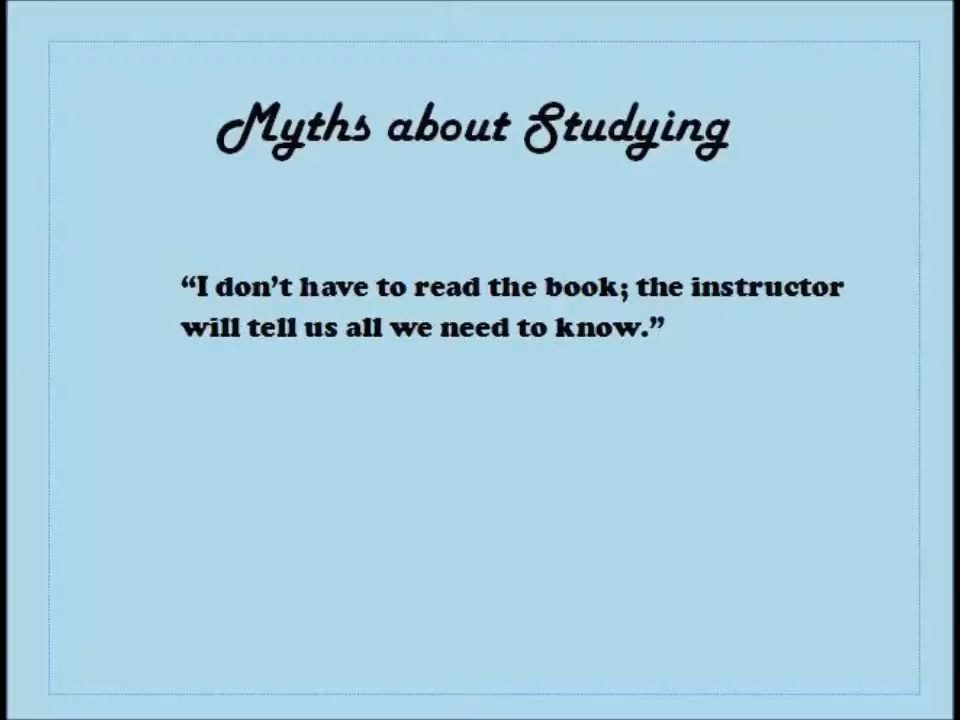 Myths about Studying
“I don’t have to read the book; the instructor
will tell us all we need to know.”